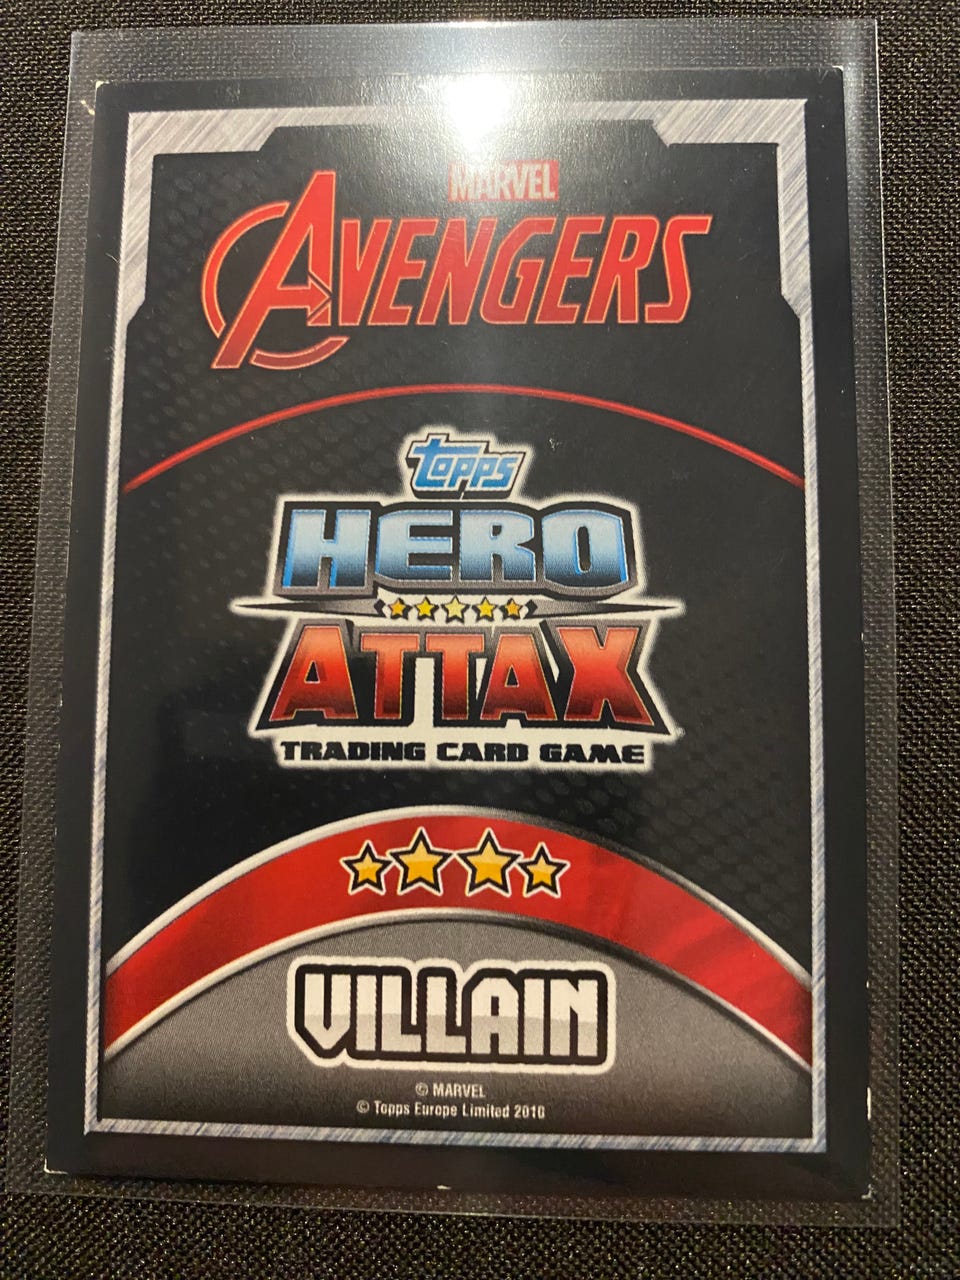 MARVEL
AVENGERS
topps
HERO
ATTAX
TRADING CARD GAME
VILLAIN
© MARVEL
© Topps Europe Limited 2016